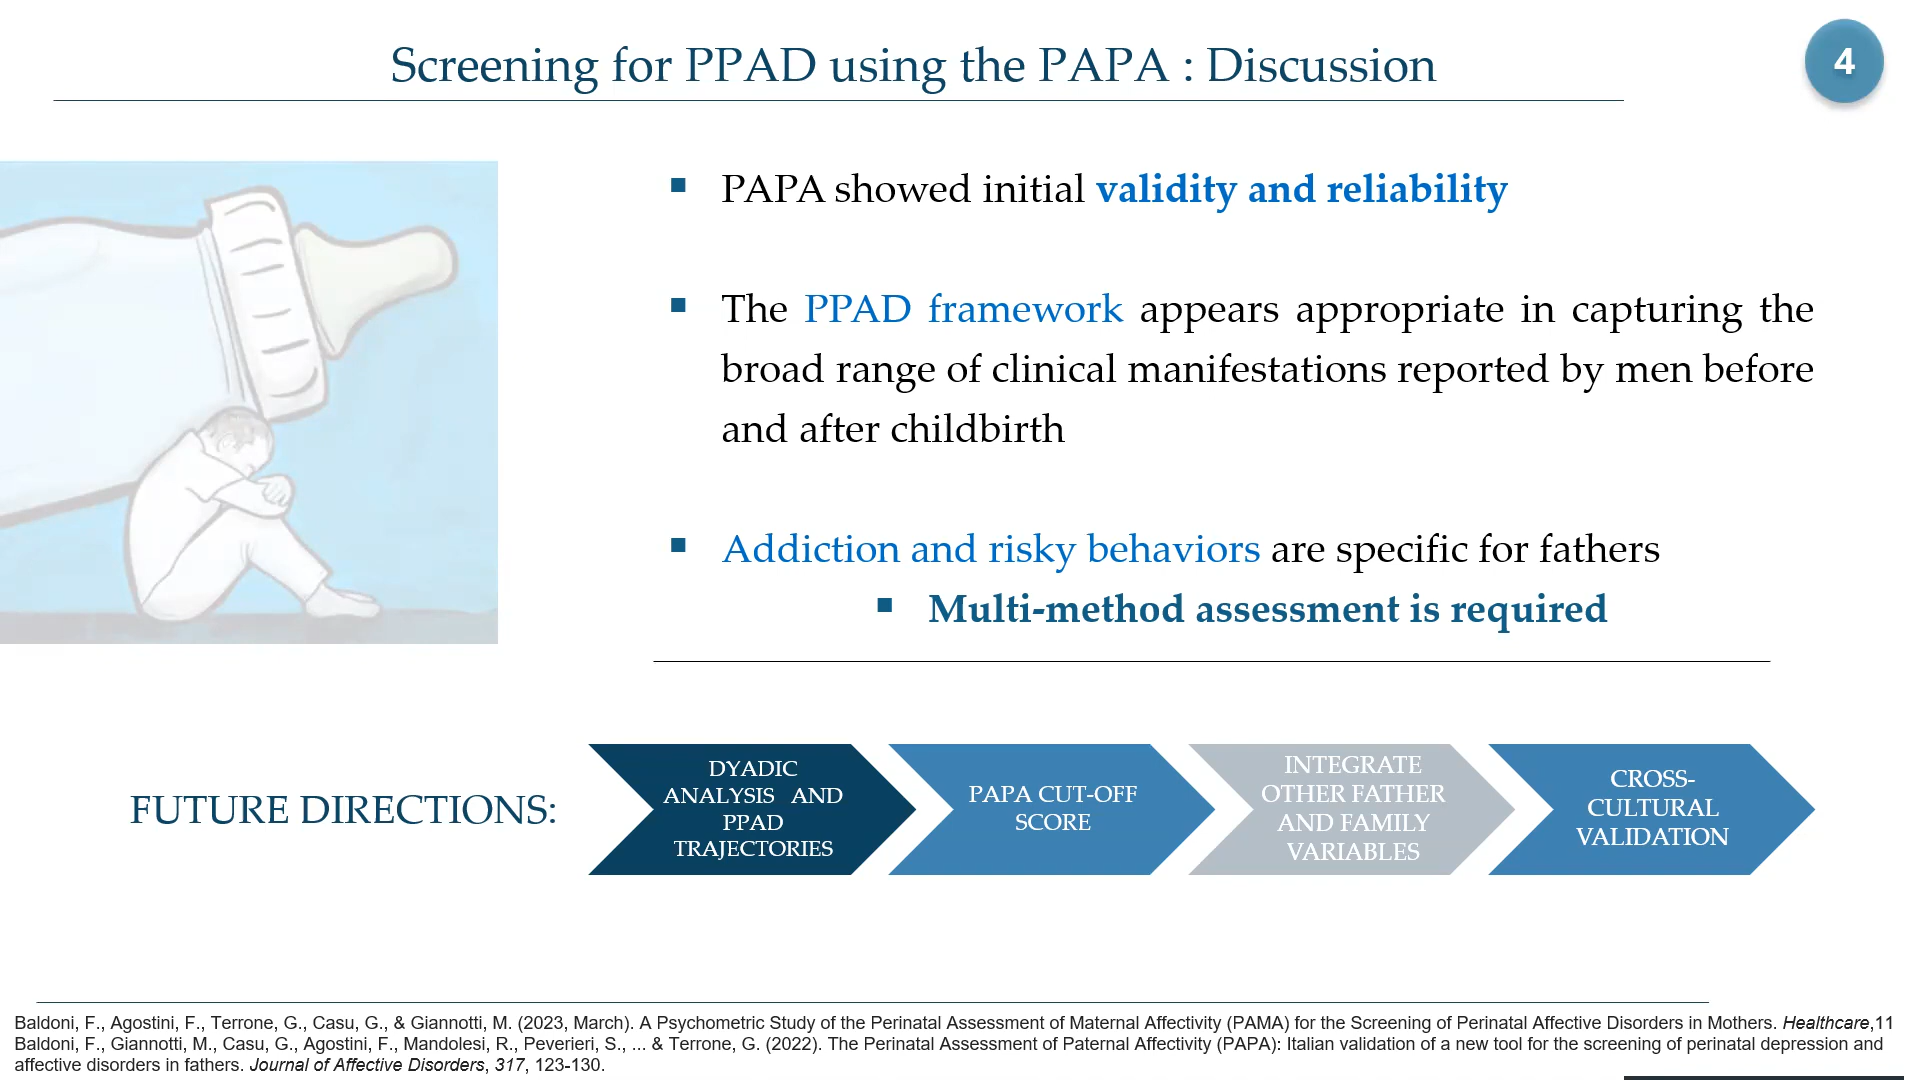 Screening for PPAD using the PAPA : Discussion
4
▪ PAPA showed initial validity and reliability
▪ The PPAD framework appears appropriate in capturing the
broad range of clinical manifestations reported by men before
and after childbirth
▪ Addiction and risky behaviors are specific for fathers
▪ Multi-method assessment is required
FUTURE DIRECTIONS:
DYADIC
ANALYSIS AND
PPAD
TRAJECTORIES
PAPA CUT-OFF
SCORE
INTEGRATE
OTHER FATHER
AND FAMILY
VARIABLES
CROSS-
CULTURAL
VALIDATION
Baldoni, F., Agostini, F., Terrone, G., Casu, G., & Giannotti, M. (2023, March). A Psychometric Study of the Perinatal Assessment of Maternal Affectivity (PAMA) for the Screening of Perinatal Affective Disorders in Mothers. Healthcare,11
Baldoni, F., Giannotti, M., Casu, G., Agostini, F., Mandolesi, R., Peverieri, S., ... & Terrone, G. (2022). The Perinatal Assessment of Paternal Affectivity (PAPA): Italian validation of a new tool for the screening of perinatal depression and
affective disorders in fathers. Journal of Affective Disorders, 317, 123-130.